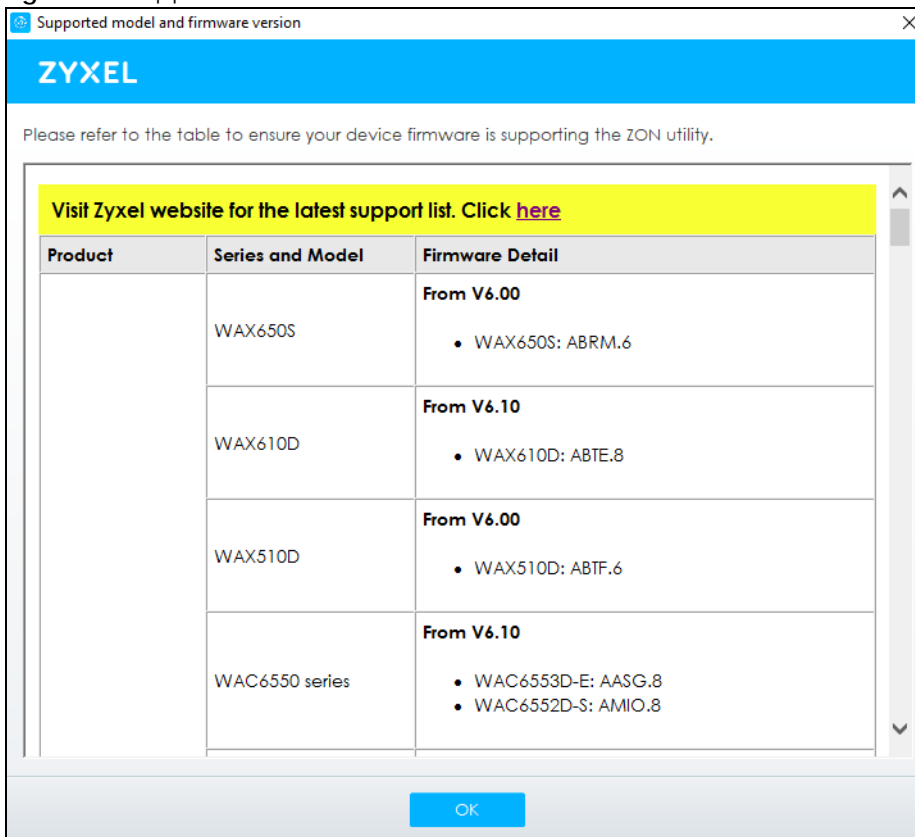 Supported model and firmware version
ZYXEL
Please refer to the table to ensure your device firmware is supporting the ZON utility.
Visit Zyxel website for the latest support list. Click here
Product Series and Model Firmware Detail
WAX650S
From V6.00
• WAX650S: ABRM.6
WAX610D
From V6.10
• WAX610D: ABTE.8
WAX510D
From V6.00
• WAX510D: ABTF.6
WAC6550 series
From V6.10
• WAC6553D-E: AASG.8
• WAC6552D-S: AMIO.8
OK